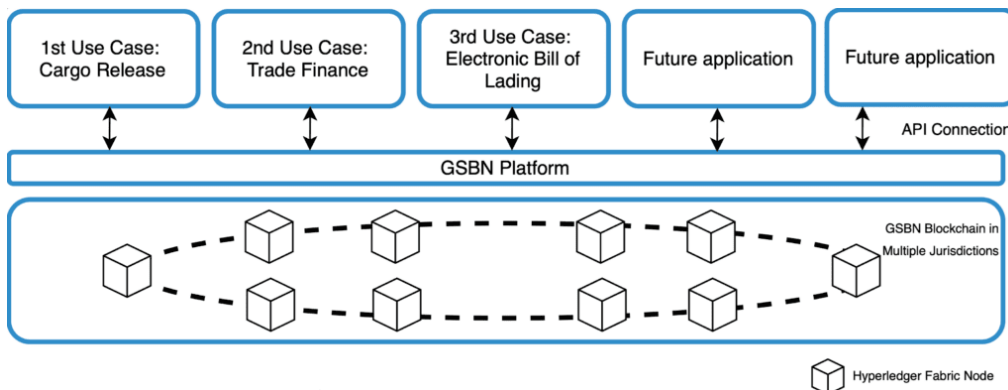 1st Use Case:
Cargo Release
2nd Use Case:
Trade Finance
3rd Use Case:
Electronic Bill of
Lading
Future application
Future application
API Connection
GSBN Platform
GSBN Blockchain in
Multiple Jurisdictions
Hyperledger Fabric Node